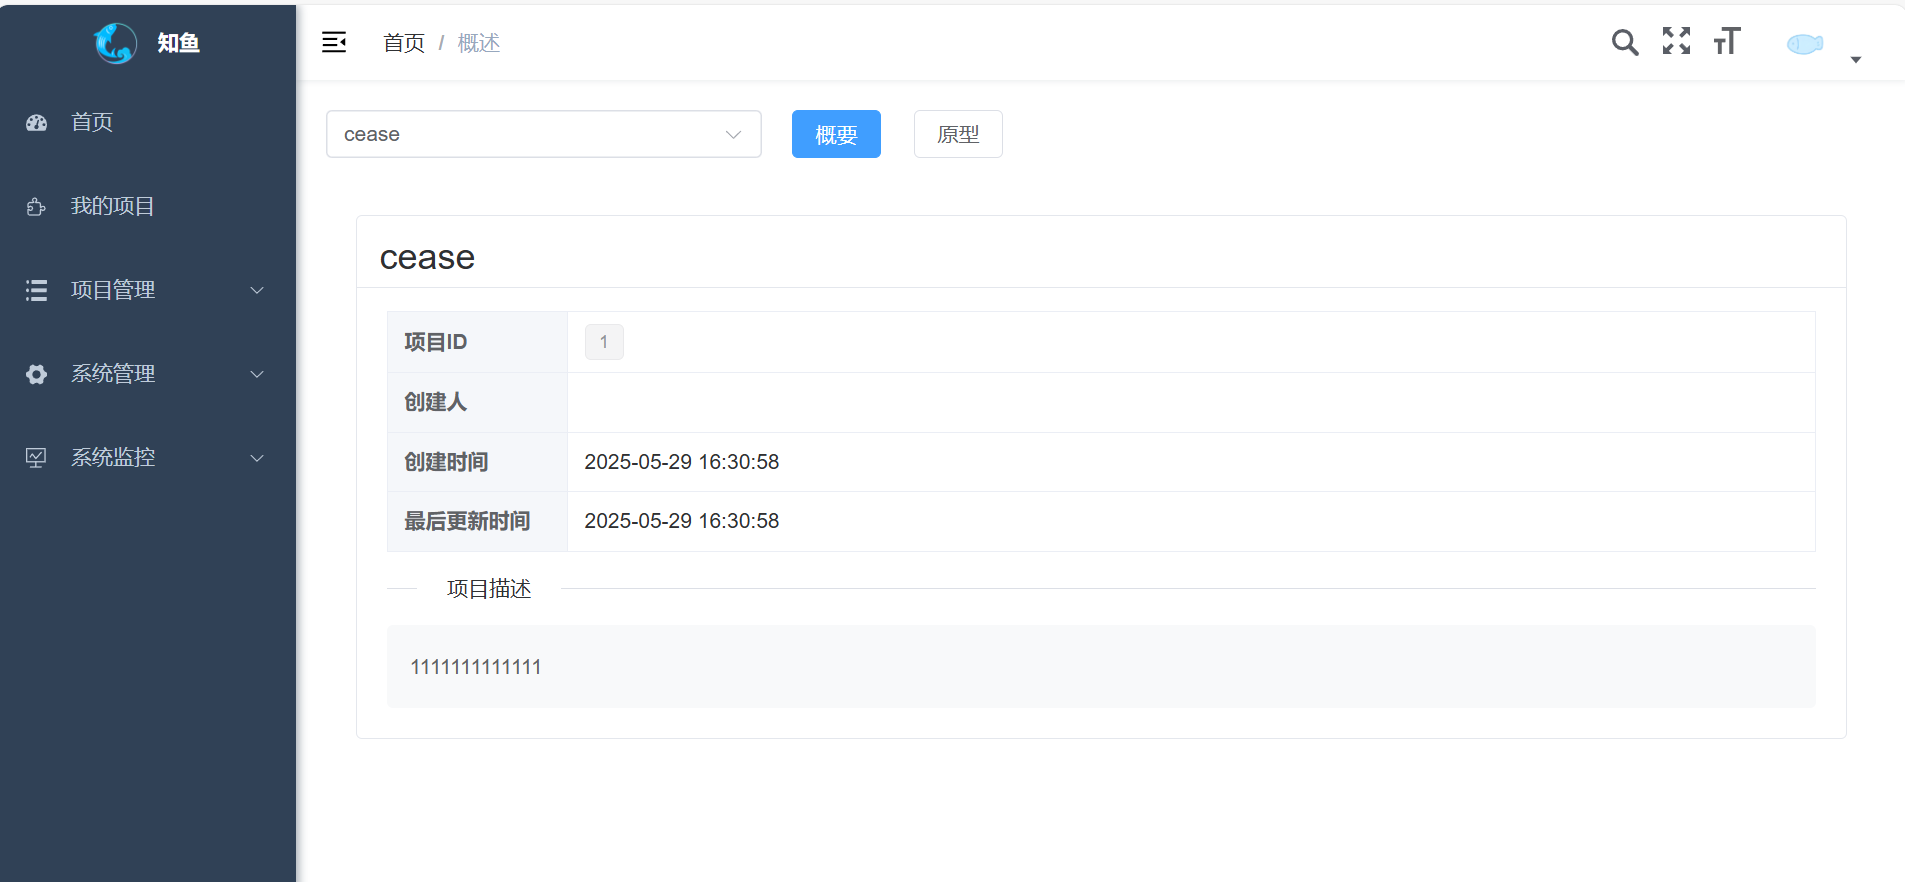 知鱼
首页
我的项目
项目管理
系统管理
系统监控
首页 / 概述
cease
概要
原型
cease
项目ID 1
创建人
创建时间 2025-05-29 16:30:58
最后更新时间 2025-05-29 16:30:58
项目描述
1111111111111